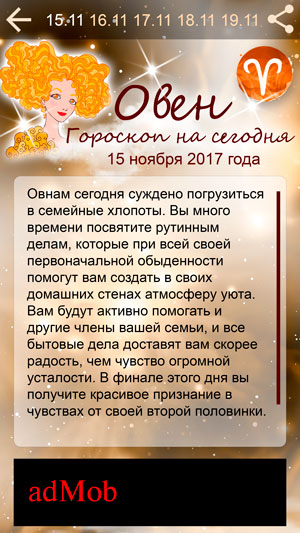 15.11 16.11 17.11 18.11 19.11
Овен
Гороскоп на сегодня
15 ноября 2017 года
Овнам сегодня суждено погрузиться
в семейные хлопоты. Вы много
времени посвятите рутинным
делам, которые при всей своей
первоначальной обыденности
помогут вам создать в своих
домашних стенах атмосферу уюта.
Вам будут активно помогать и
другие члены вашей семьи, и все
бытовые дела доставят вам скорее
радость, чем чувство огромной
усталости. В финале этого дня вы
получите красивое признание в
чувствах от своей второй половинки.
adMob